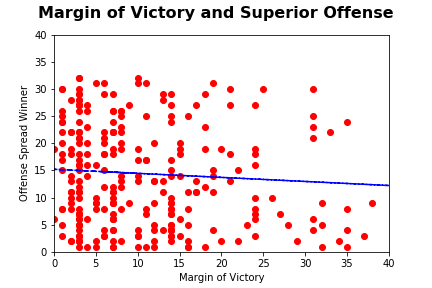 Margin of Victory and Superior Offense
Offense Spread Winner
40
35
30
25
20
15
10
5
0
0 5 10 15 20 25 30 35 40
Margin of Victory